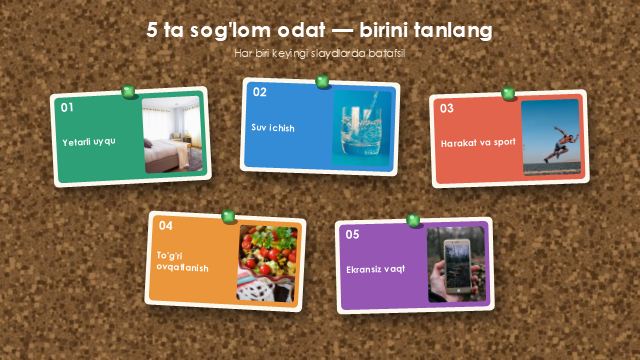 5 ta sog'lom odat — birini tanlang
Har biri keyingi slaydlarda batafsil
01
Yetarli uyqu
02
Suv ichish
03
Harakat va sport
04
To'g'ri
ovqatlanish
05
Ekransiz vaqt